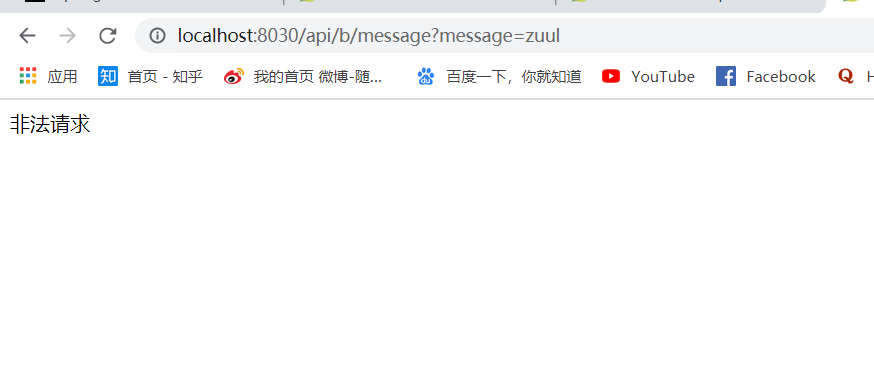 localhost:8030/api/b/message?message=zuul
应用 知 首页 - 知乎 我的首页 微博-随... 百度一下，你就知道 YouTube Facebook
非法请求